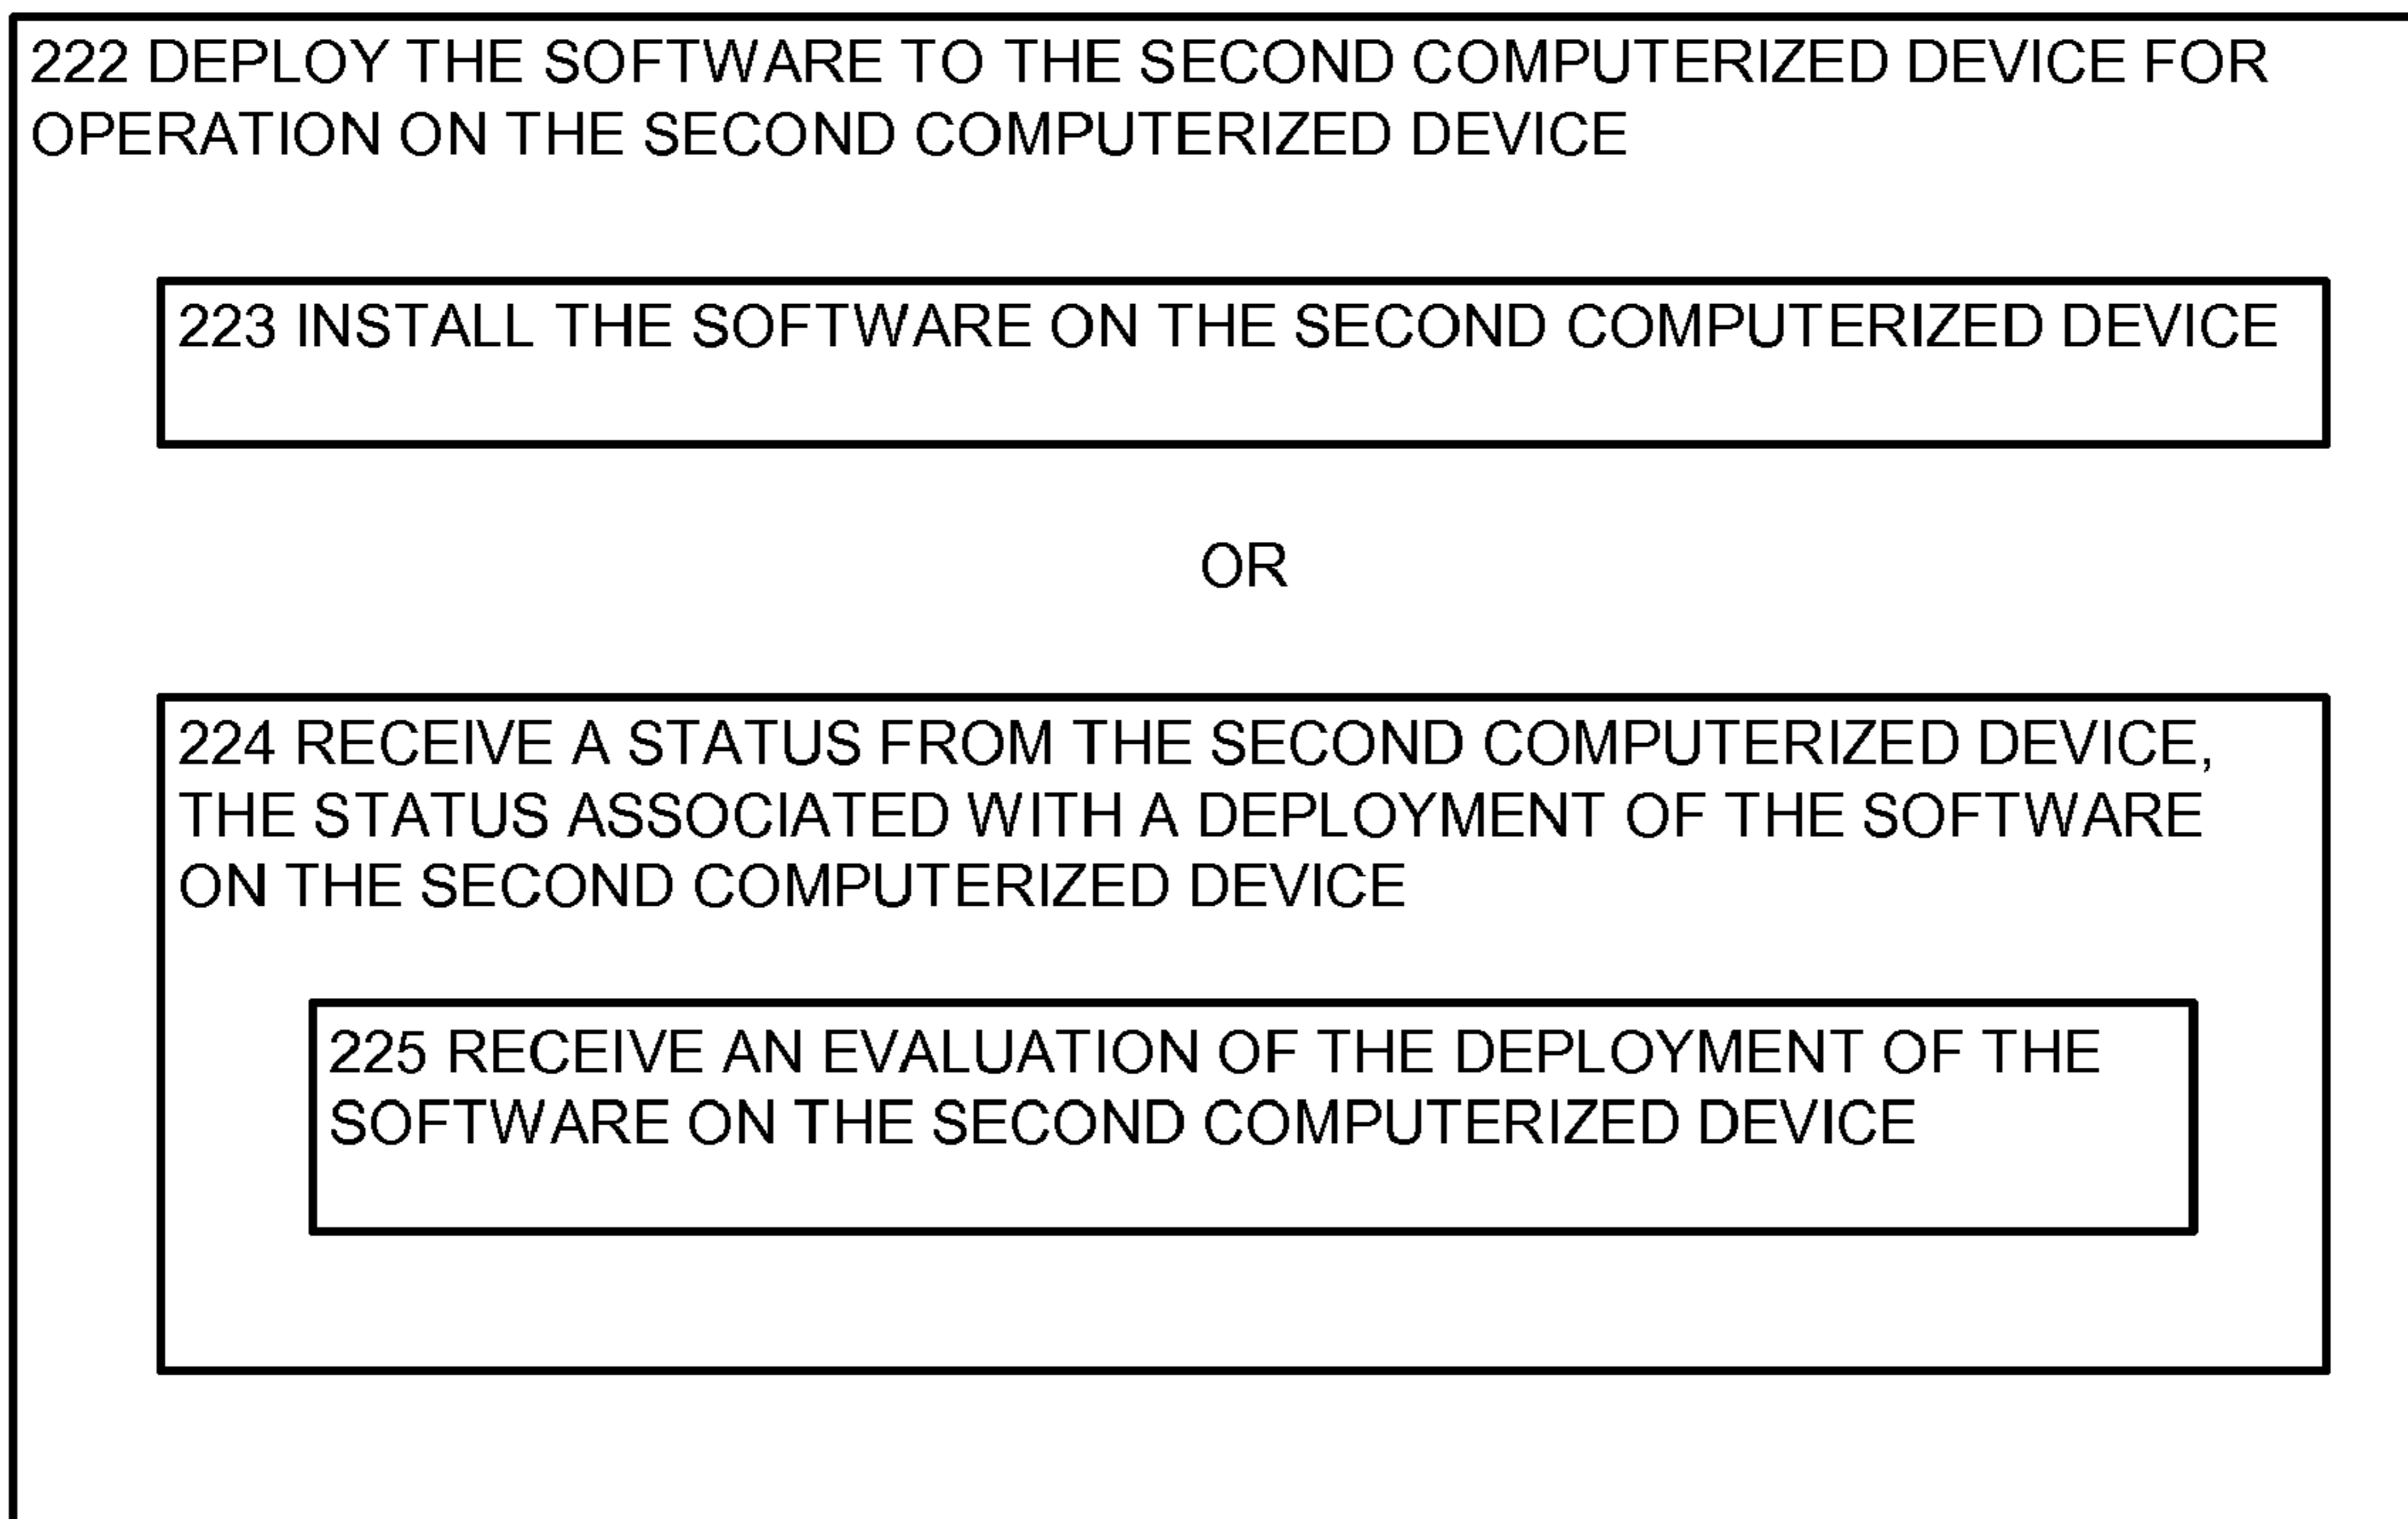 222 DEPLOY THE SOFTWARE TO THE SECOND COMPUTERIZED DEVICE FOR
OPERATION ON THE SECOND COMPUTERIZED DEVICE
223 INSTALL THE SOFTWARE ON THE SECOND COMPUTERIZED DEVICE
OR
224 RECEIVE A STATUS FROM THE SECOND COMPUTERIZED DEVICE,
THE STATUS ASSOCIATED WITH A DEPLOYMENT OF THE SOFTWARE
ON THE SECOND COMPUTERIZED DEVICE
225 RECEIVE AN EVALUATION OF THE DEPLOYMENT OF THE
SOFTWARE ON THE SECOND COMPUTERIZED DEVICE